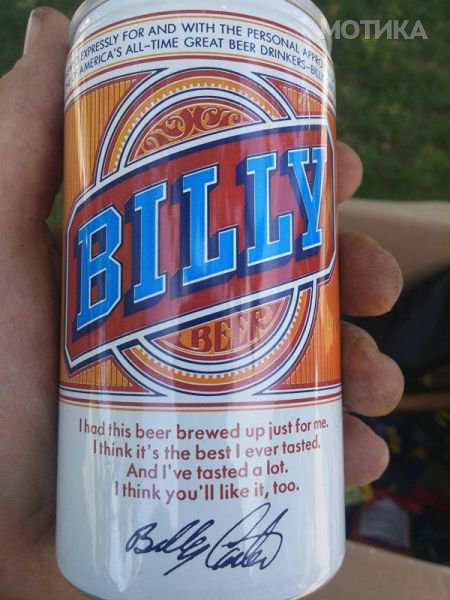 МОТИКА
EXPRESSLY FOR AND WITH THE PERSONAL
AMERICA'S ALL-TIME GREAT BEER DRINKERS-
BILLY
BEER
I had this beer brewed up just for me.
I think it's the best I ever tasted.
And I've tasted a lot.
I think you'll like it, too.
Billy Carter